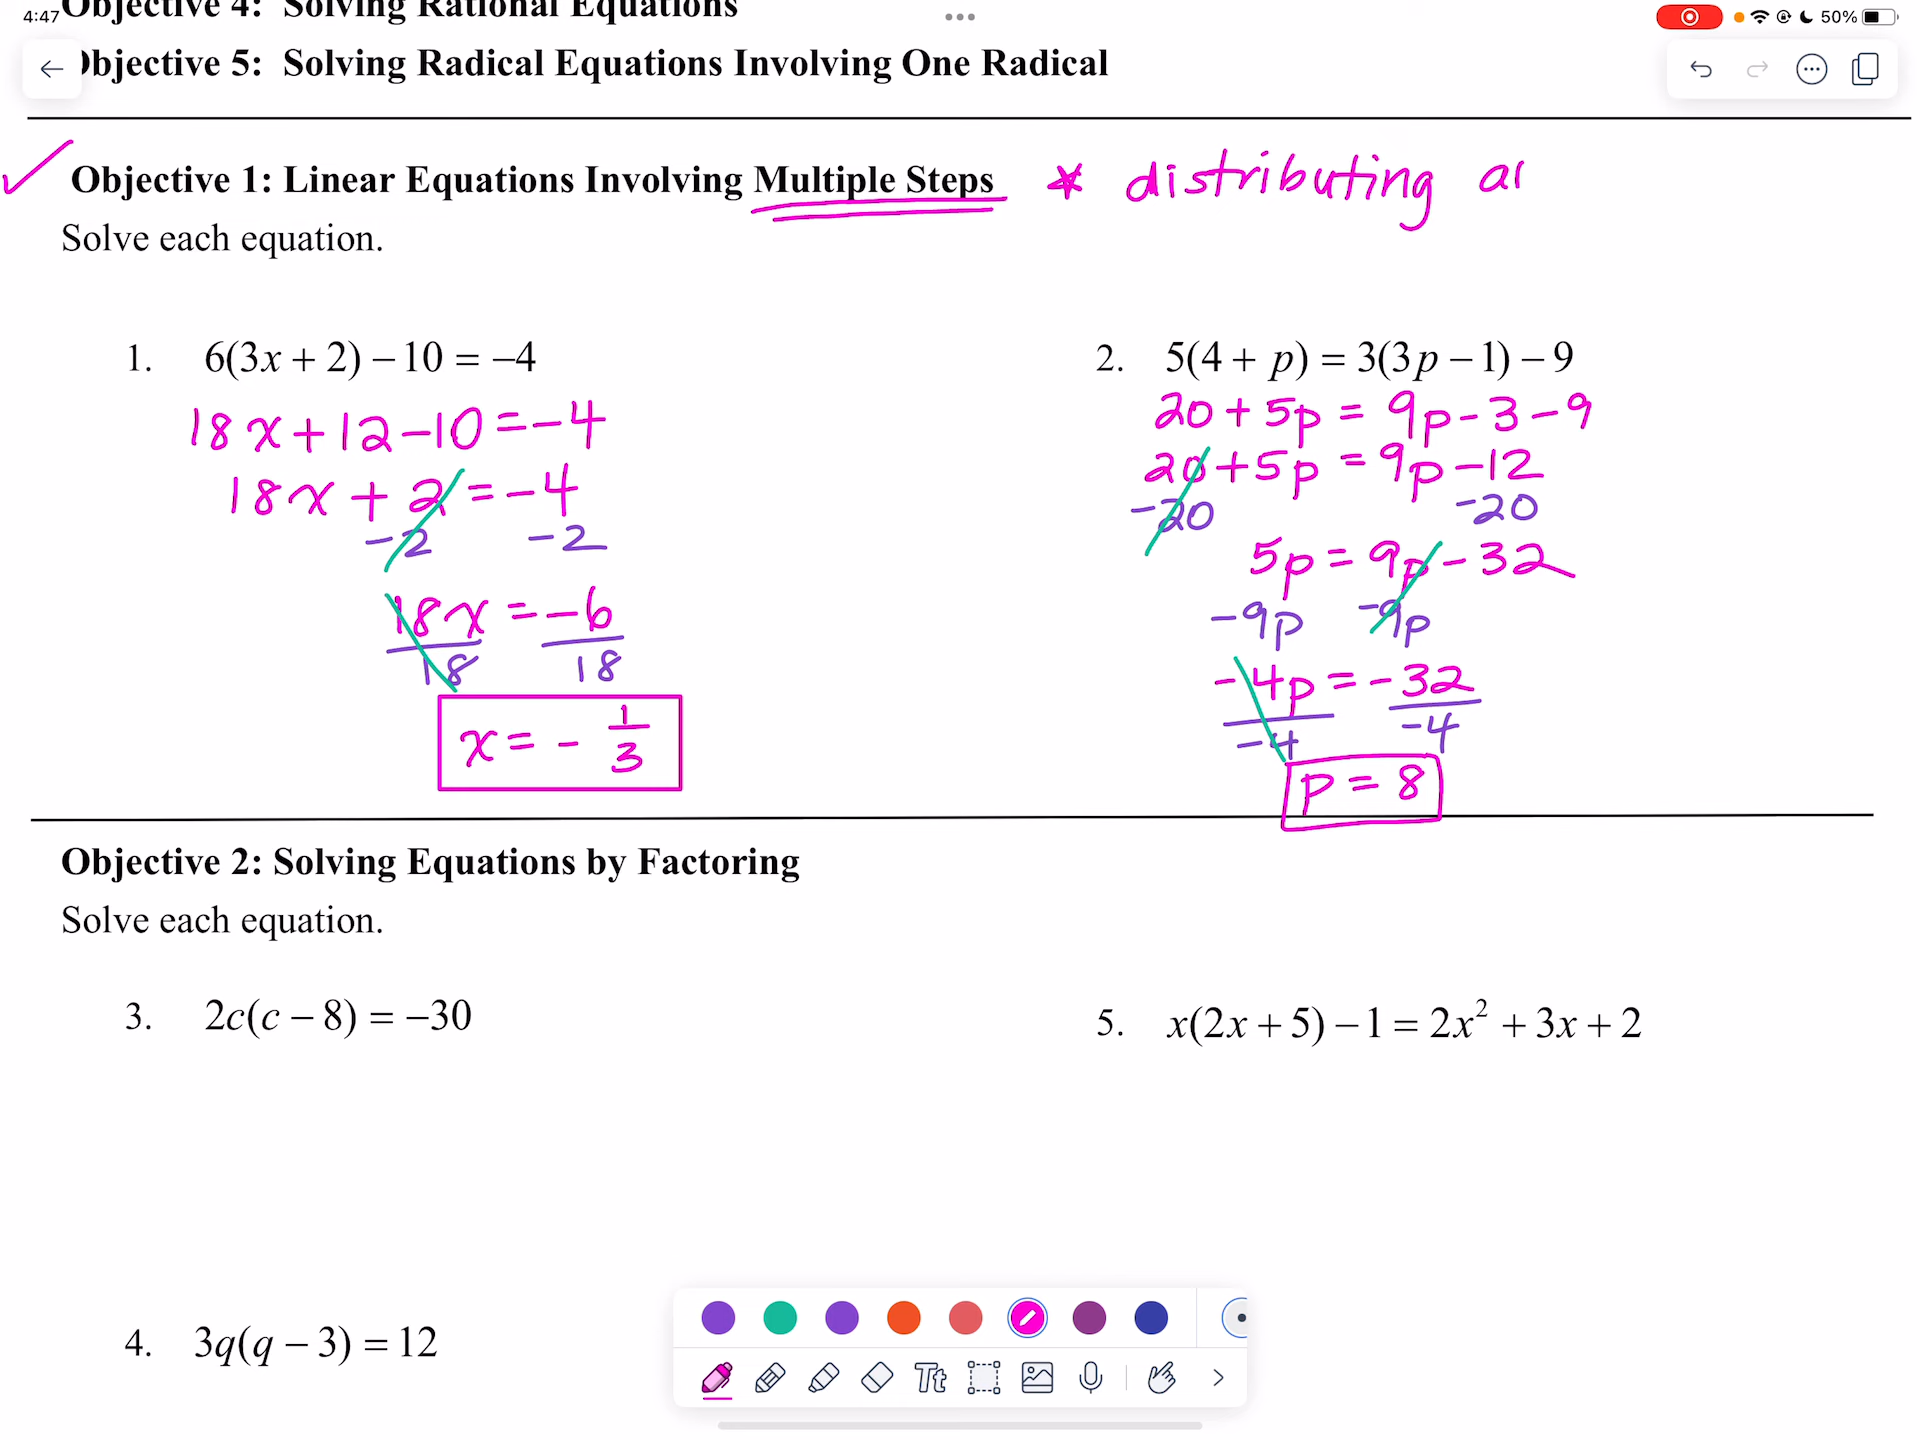 4:47
Objective 4: Solving Rational Equations
50%
Objective 5: Solving Radical Equations Involving One Radical
Objective 1: Linear Equations Involving Multiple Steps * distributing an
Solve each equation.
1. 6(3x + 2) − 10 = −4
18x + 12 − 10 = −4
18x + 2 = −4
−2 −2
18x = −6
18 18
x = − 1/3
2. 5(4 + p) = 3(3p − 1) − 9
20 + 5p = 9p − 3 − 9
20 + 5p = 9p − 12
−20 −20
5p = 9p − 32
−9p −9p
−4p = −32
−4 −4
p = 8
Objective 2: Solving Equations by Factoring
Solve each equation.
3. 2c(c − 8) = −30
5. x(2x + 5) − 1 = 2x² + 3x + 2
4. 3q(q − 3) = 12
Tt